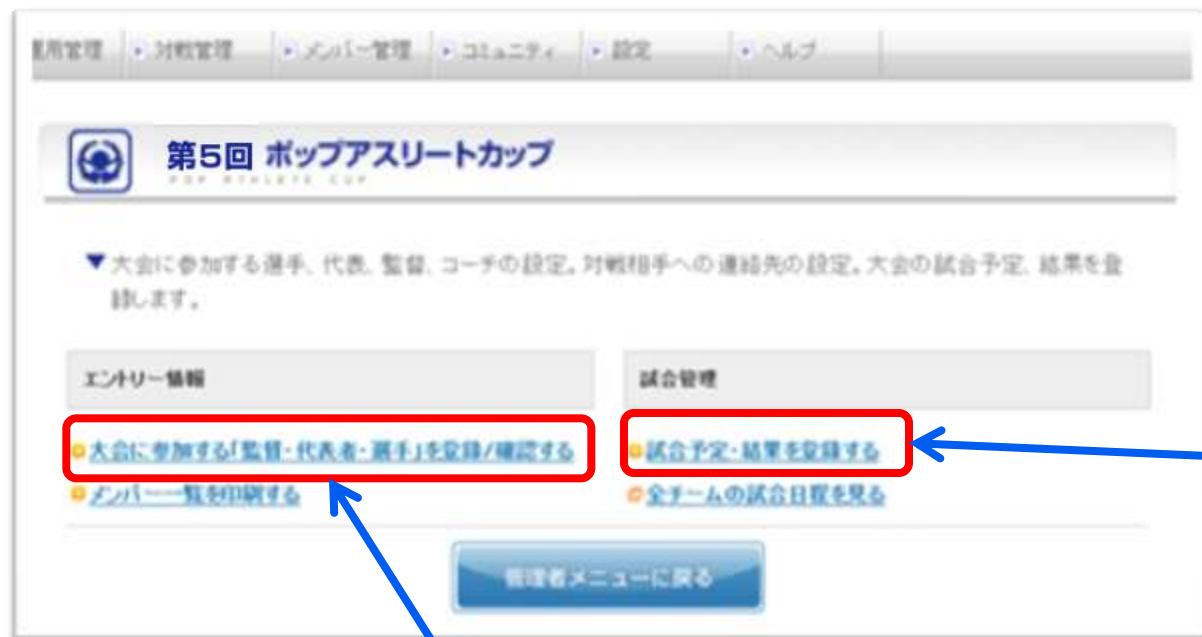 用管理 対戦管理 メンバー管理 コミュニティ 設定 ヘルプ
第5回 ポップアスリートカップ
POP ATHLETE CUP
▼大会に参加する選手、代表、監督、コーチの設定。対戦相手への連絡先の設定。大会の試合予定、結果を登
録します。
エントリー情報 試合管理
大会に参加する「監督・代表者・選手」を登録/確認する 試合予定・結果を登録する
メンバー一覧を印刷する 全チームの試合日程を見る
管理者メニューに戻る